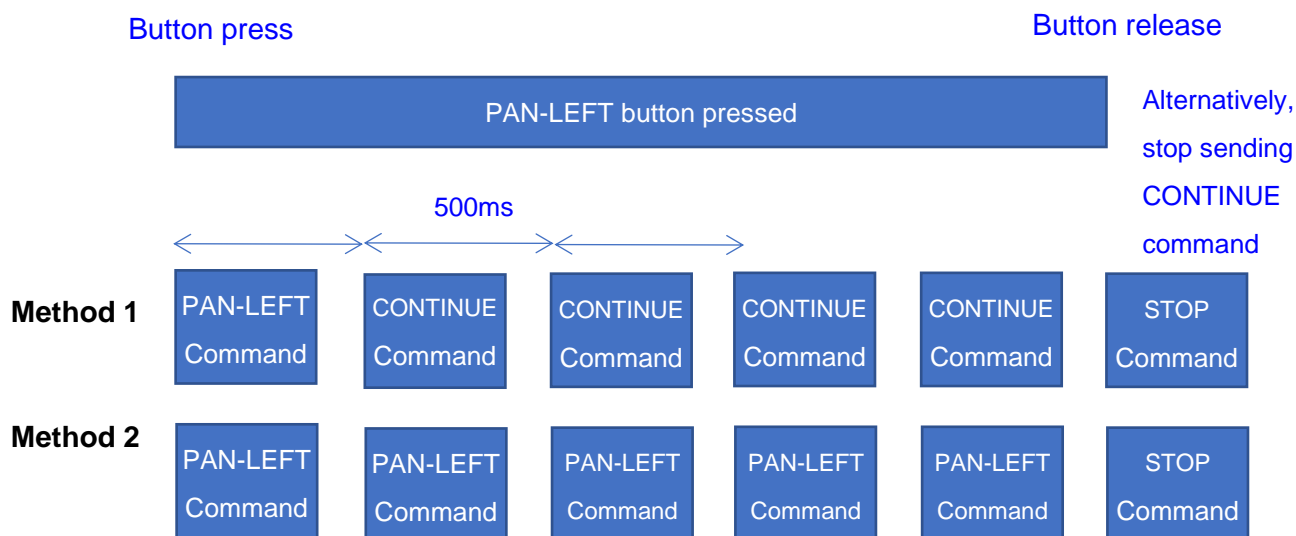 Button press
Button release
PAN-LEFT button pressed
Alternatively,
stop sending
CONTINUE
command
500ms
Method 1
PAN-LEFT
Command
CONTINUE
Command
CONTINUE
Command
CONTINUE
Command
CONTINUE
Command
STOP
Command
Method 2
PAN-LEFT
Command
PAN-LEFT
Command
PAN-LEFT
Command
PAN-LEFT
Command
PAN-LEFT
Command
STOP
Command